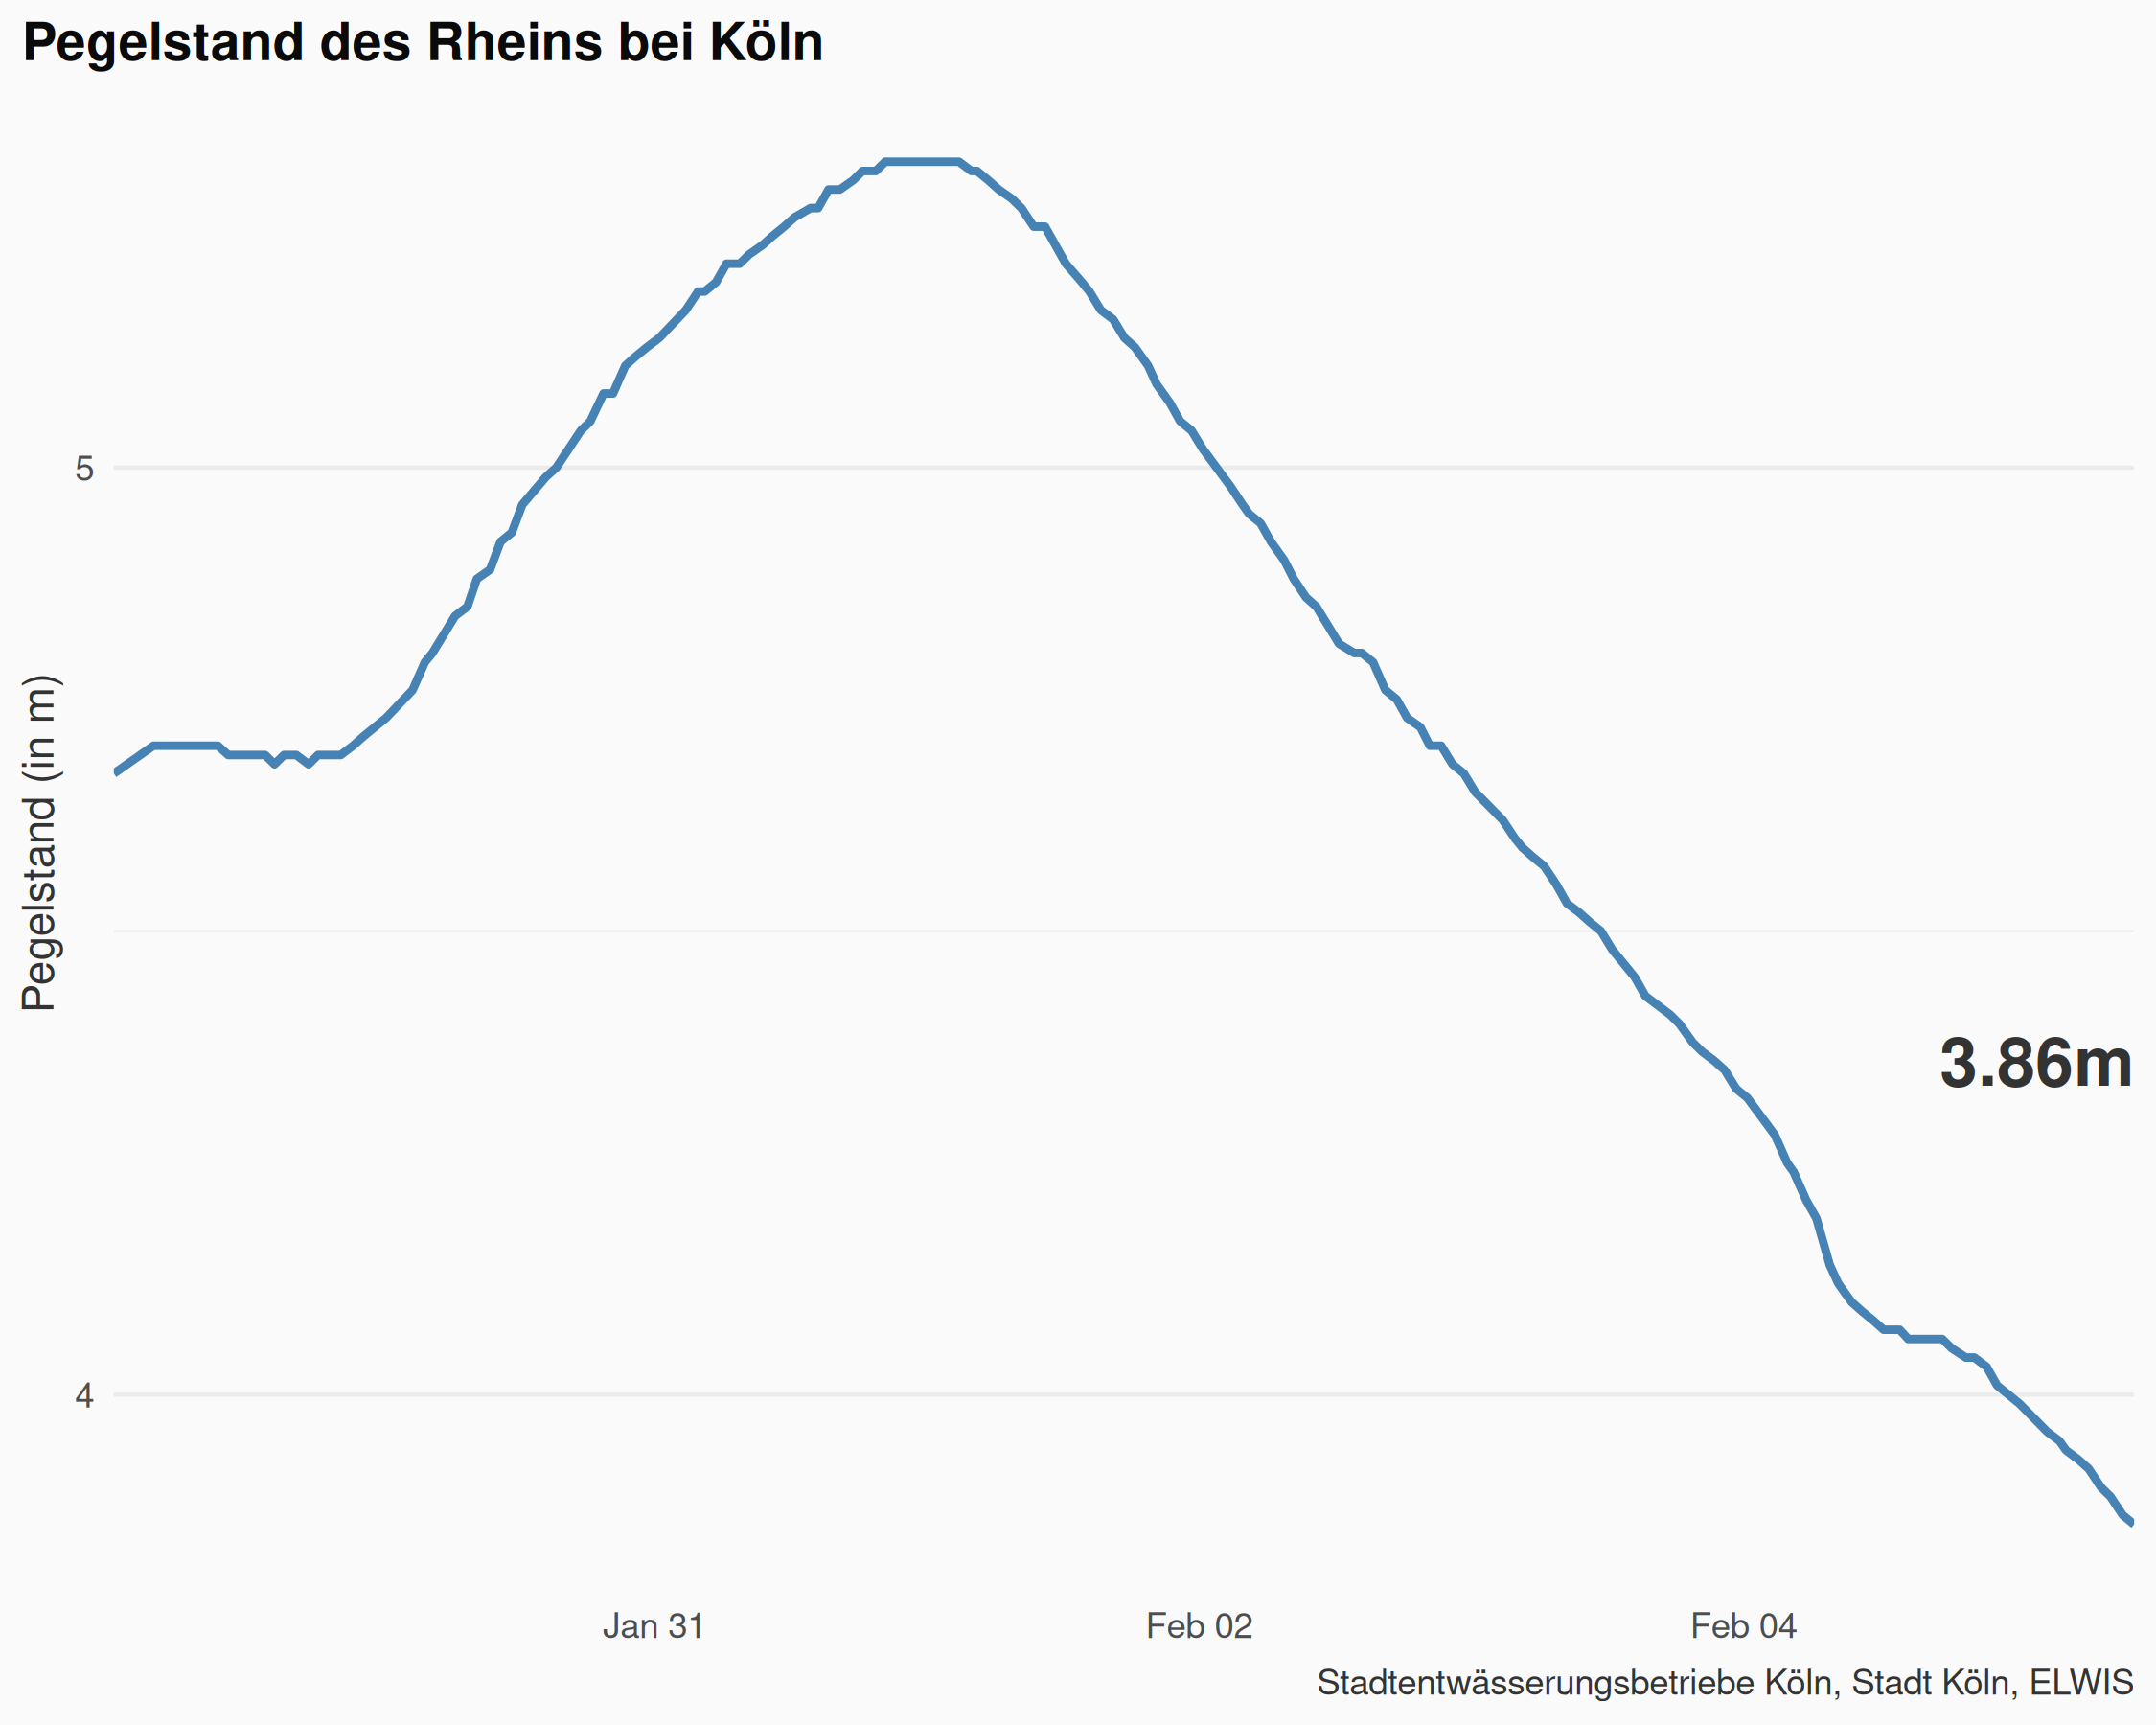 Pegelstand des Rheins bei Köln
Pegelstand (in m)
5
4
3.86m
Jan 31
Feb 02
Feb 04
Stadtentwässerungsbetriebe Köln, Stadt Köln, ELWIS